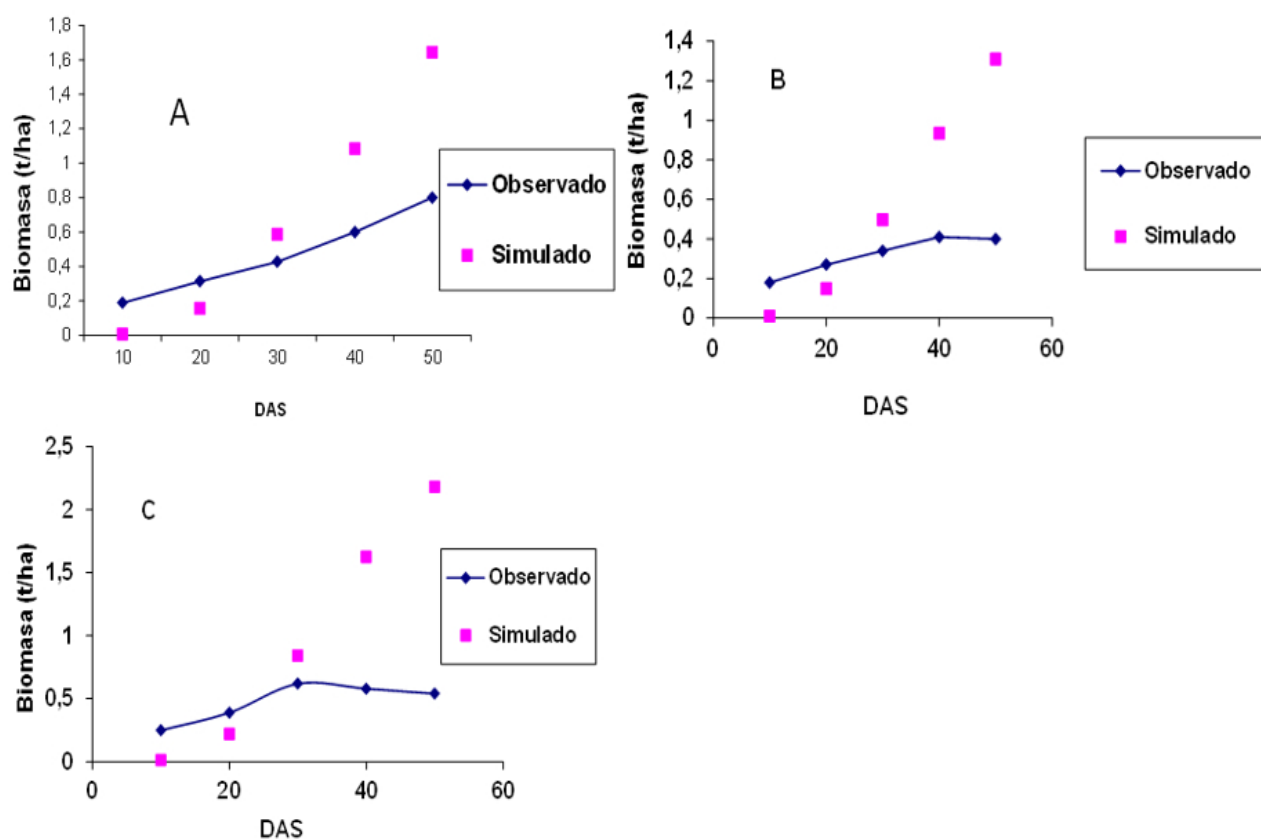 A
Biomasa (t/ha)
1,8
1,6
1,4
1,2
1
0,8
0,6
0,4
0,2
0
10 20 30 40 50
DAS
Observado
Simulado
B
Biomasa (t/ha)
1,4
1,2
1
0,8
0,6
0,4
0,2
0
0 20 40 60
DAS
Observado
Simulado
C
Biomasa (t/ha)
2,5
2
1,5
1
0,5
0
0 20 40 60
DAS
Observado
Simulado